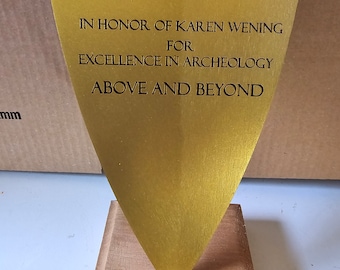 IN HONOR OF KAREN WENING
FOR
EXCELLENCE IN ARCHEOLOGY
ABOVE AND BEYOND
mm